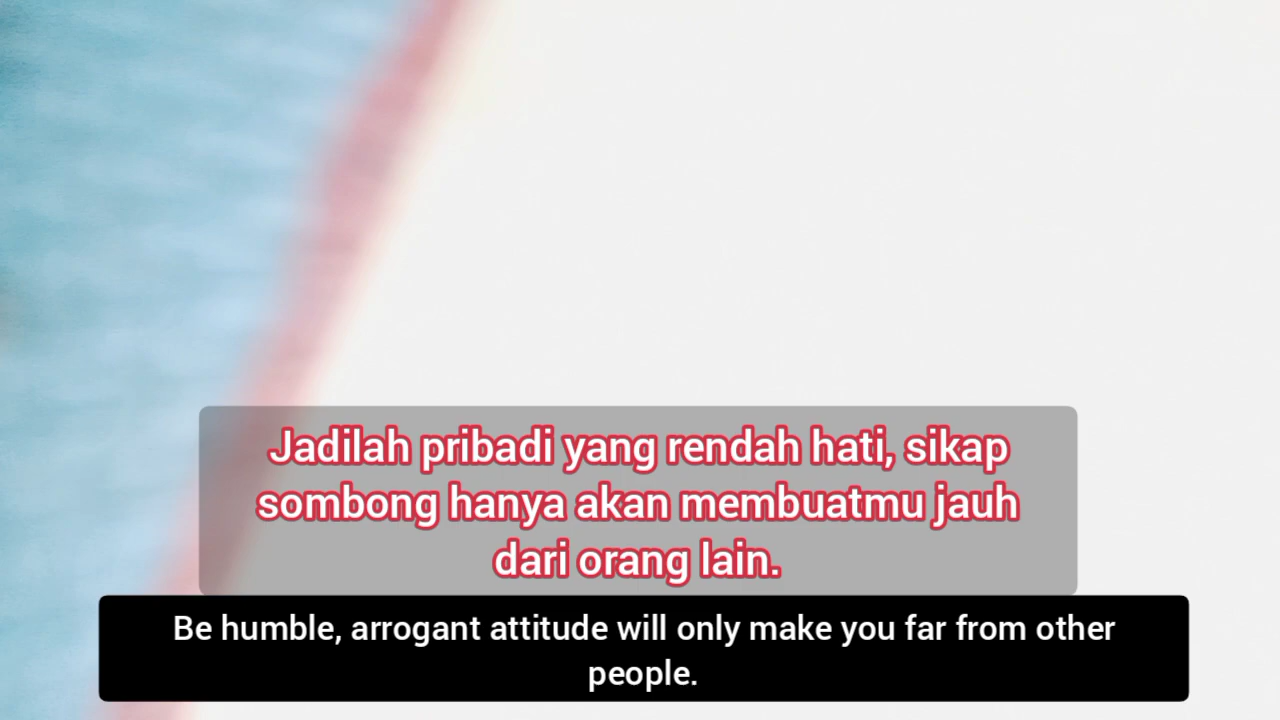 Jadilah pribadi yang rendah hati, sikap
sombong hanya akan membuatmu jauh
dari orang lain.
Be humble, arrogant attitude will only make you far from other
people.